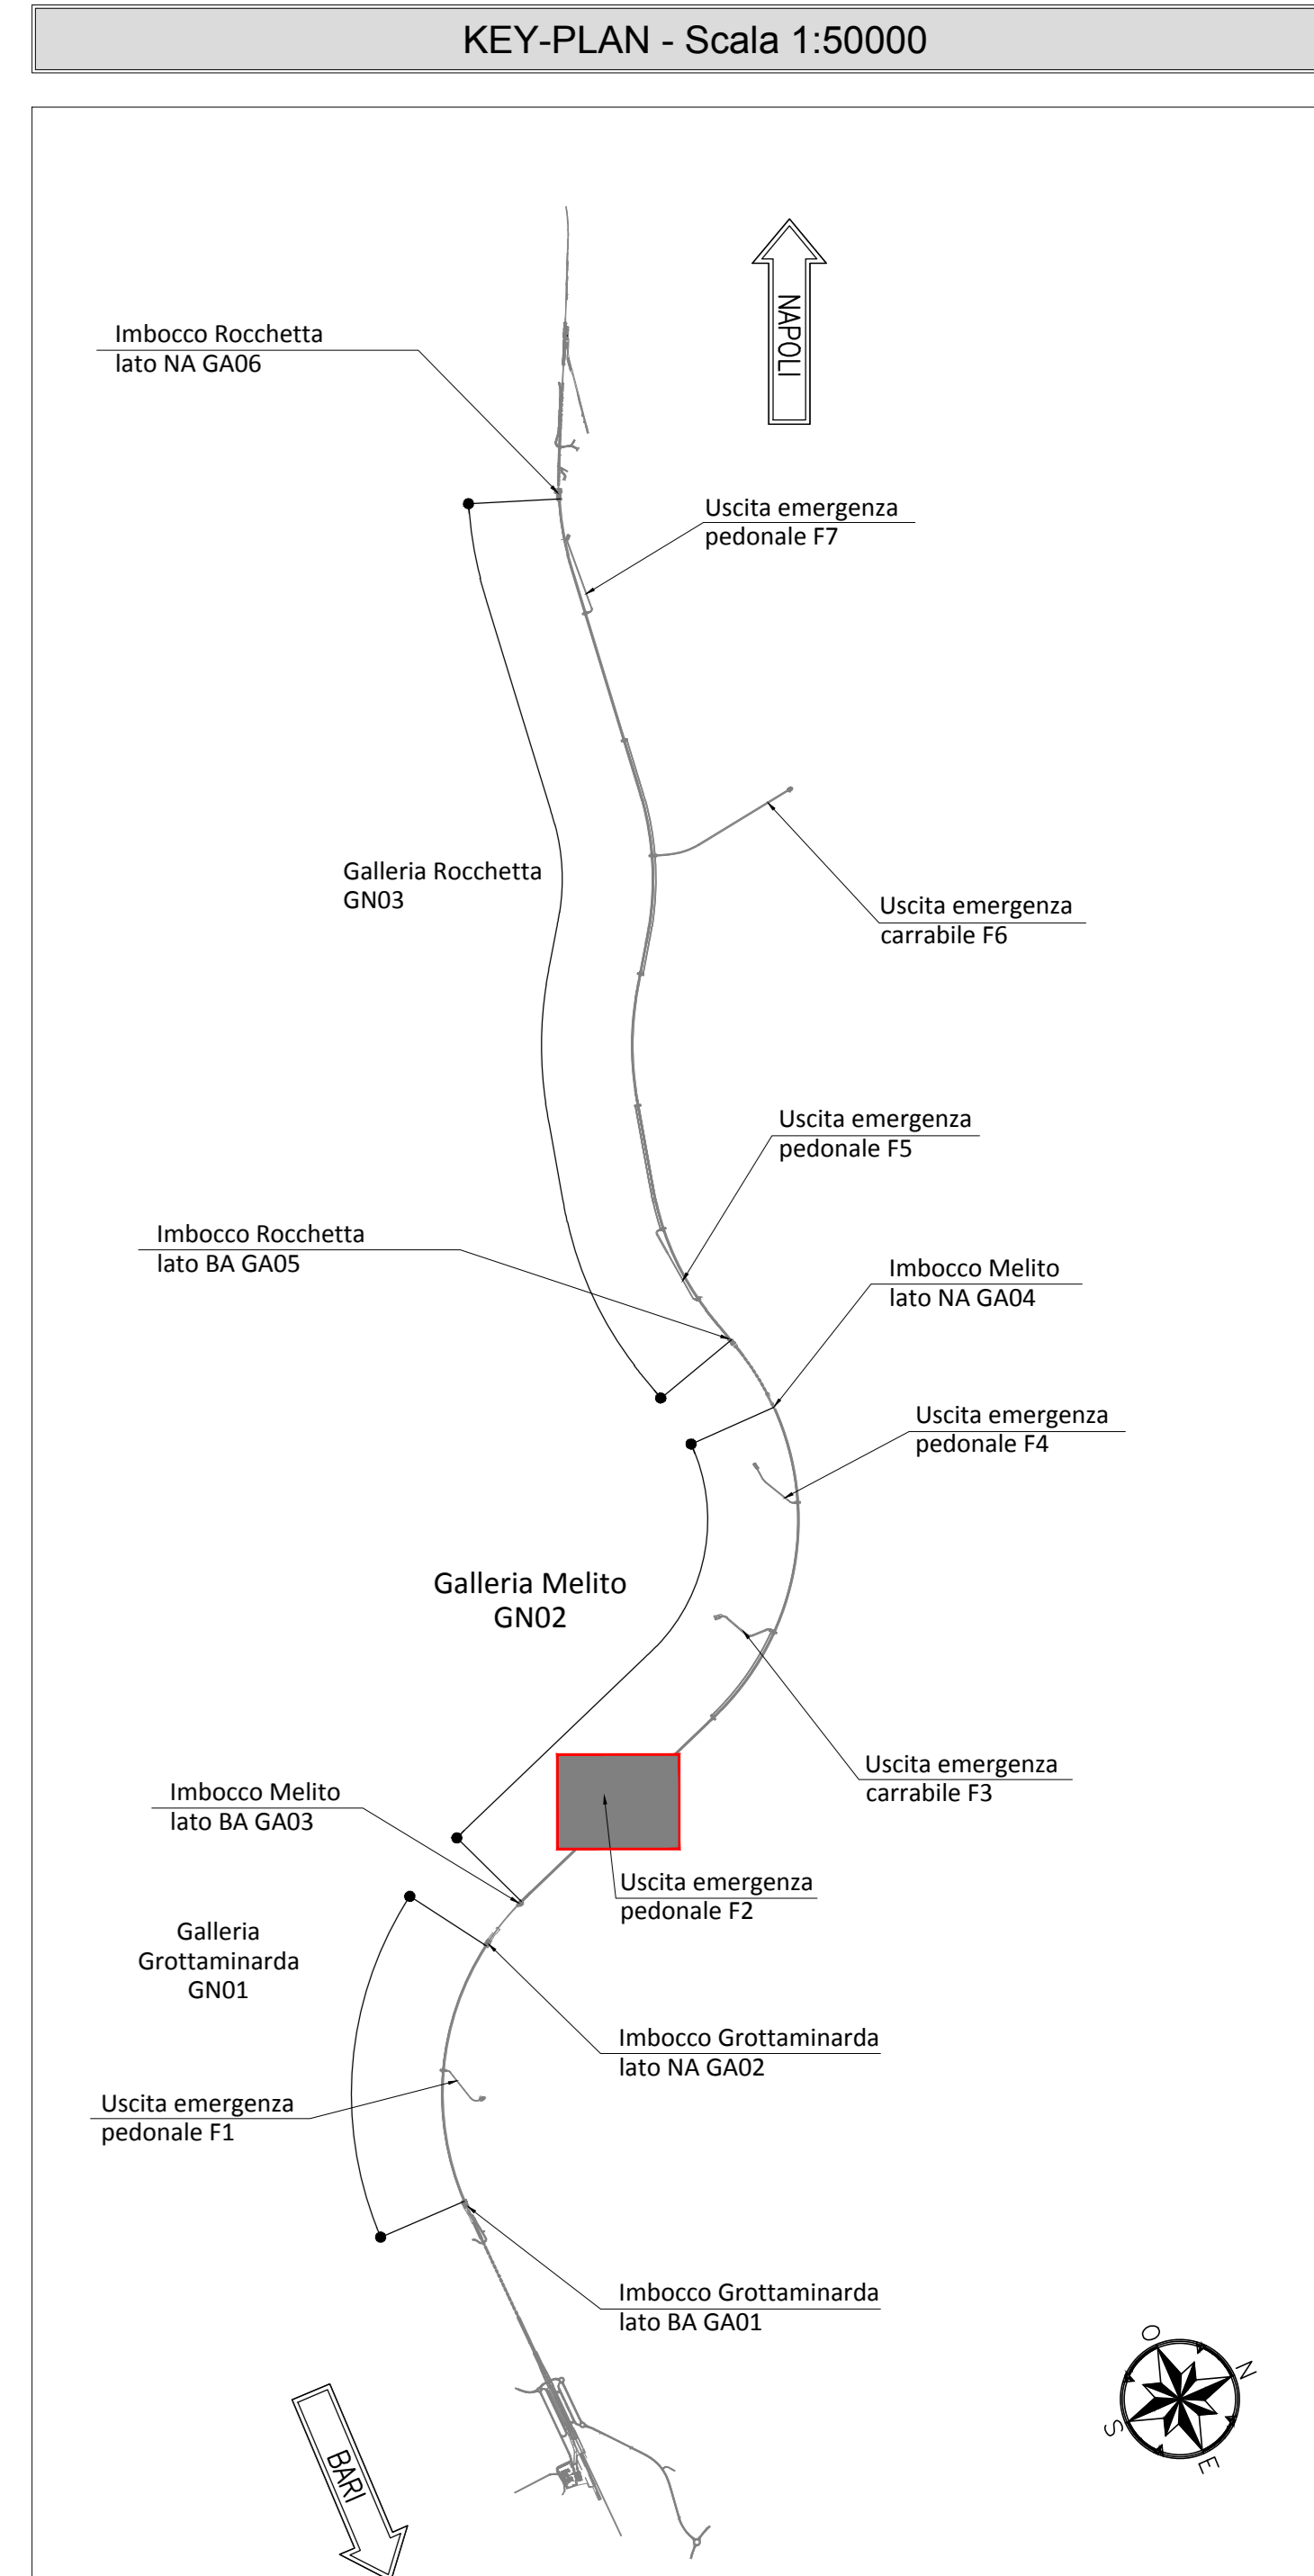 KEY-PLAN - Scala 1:50000
NAPOLI
Imbocco Rocchetta
lato NA GA06
Uscita emergenza
pedonale F7
Galleria Rocchetta
GN03
Uscita emergenza
carrabile F6
Uscita emergenza
pedonale F5
Imbocco Rocchetta
lato BA GA05
Imbocco Melito
lato NA GA04
Uscita emergenza
pedonale F4
Galleria Melito
GN02
Uscita emergenza
carrabile F3
Imbocco Melito
lato BA GA03
Uscita emergenza
pedonale F2
Galleria
Grottaminarda
GN01
Imbocco Grottaminarda
lato NA GA02
Uscita emergenza
pedonale F1
Imbocco Grottaminarda
lato BA GA01
BARI
O
N
S
E